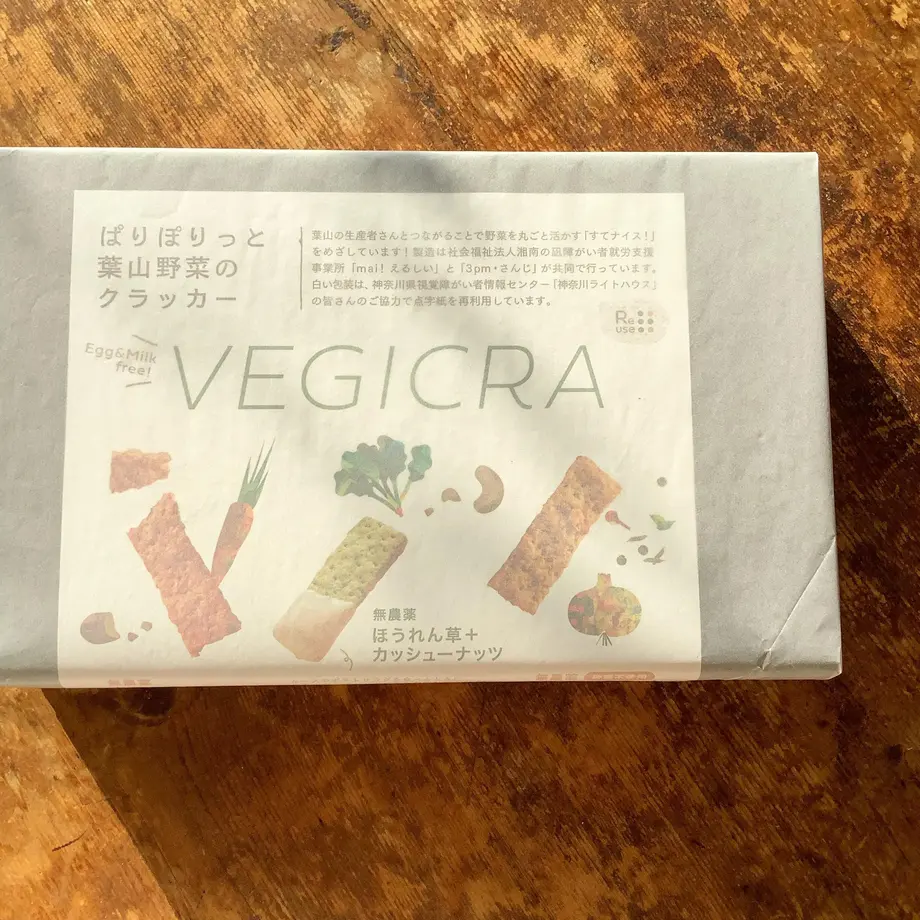 ぱりぽりっと
葉山野菜の
クラッカー
葉山の生産者さんとつながることで野菜を丸ごと活かす「すてナイス!」
をめざしています!製造は社会福祉法人湘南の凪障がい者就労支援
事業所「mai! えるしい」と「3pm・さんじ」が共同で行っています。
白い包装は、神奈川県視覚障がい者情報センター「神奈川ライトハウス」
の皆さんのご協力で点字紙を再利用しています。
Re
use
Egg&Milk
free!
VEGICRA
無農薬
ほうれん草+
カッシューナッツ